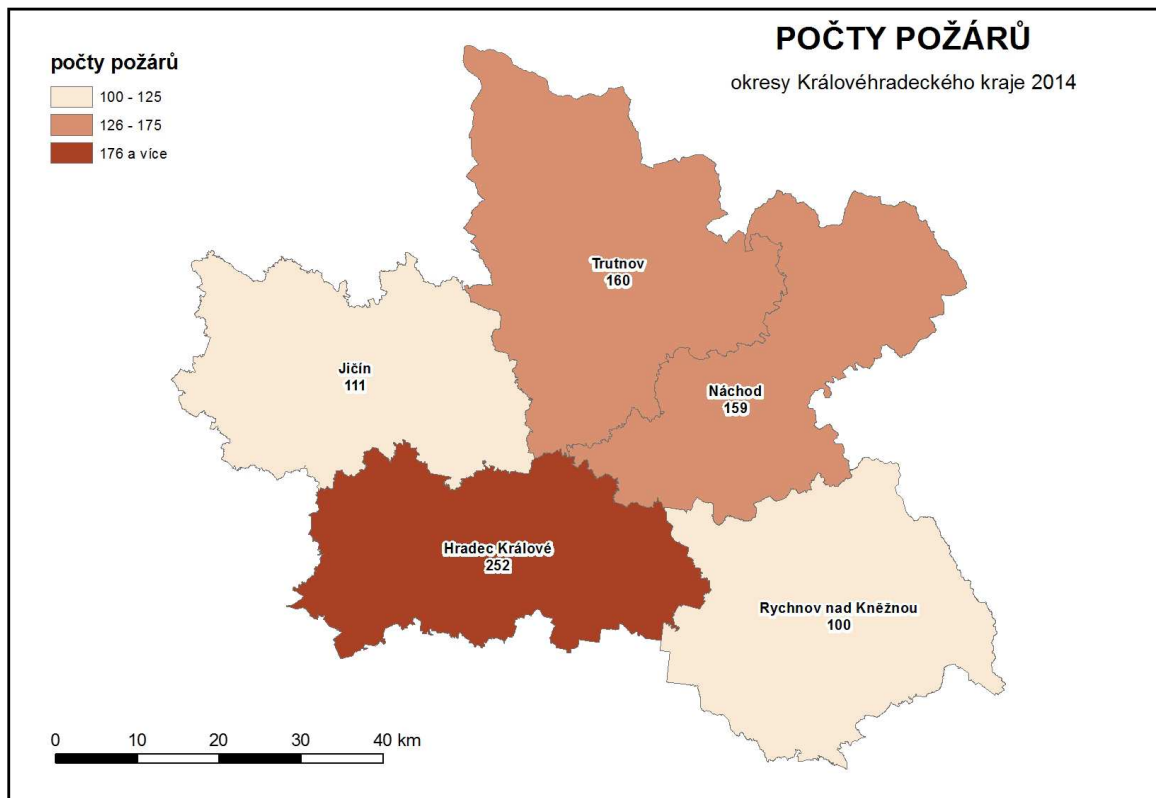 POČTY POŽÁRŮ
okresy Královéhradeckého kraje 2014
počty požárů
100 - 125
126 - 175
176 a více
Trutnov
160
Jičín
111
Náchod
159
Hradec Králové
252
Rychnov nad Kněžnou
100
0 10 20 30 40 km